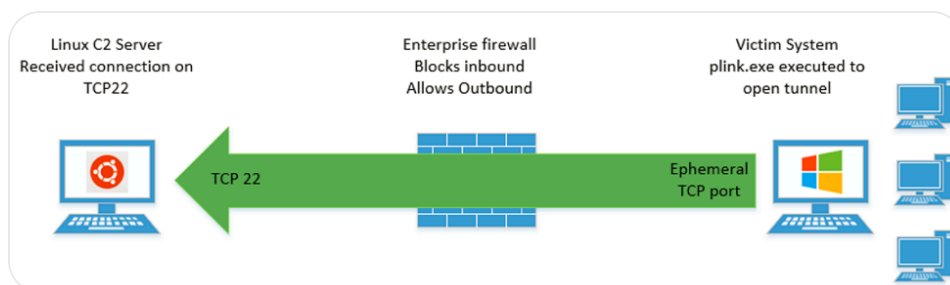 Linux C2 Server
Received connection on
TCP22
Enterprise firewall
Blocks inbound
Allows Outbound
Victim System
plink.exe executed to
open tunnel
TCP 22
Ephemeral
TCP port